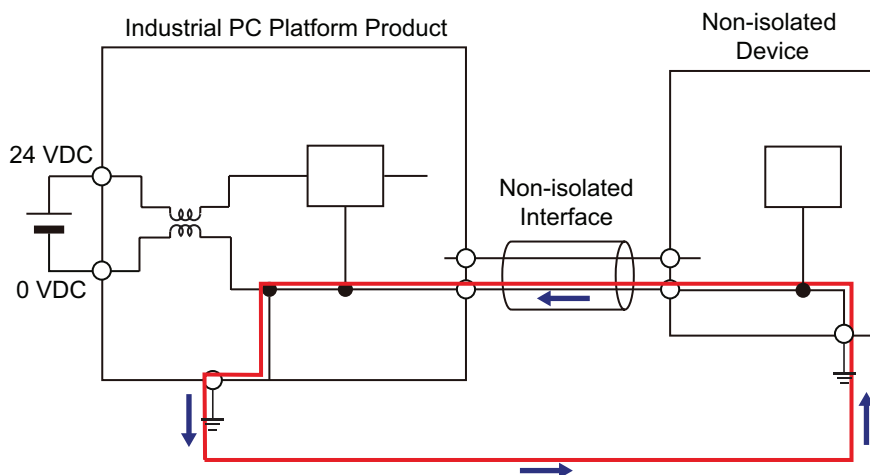 Industrial PC Platform Product
Non-isolated
Device
24 VDC
Non-isolated
Interface
0 VDC